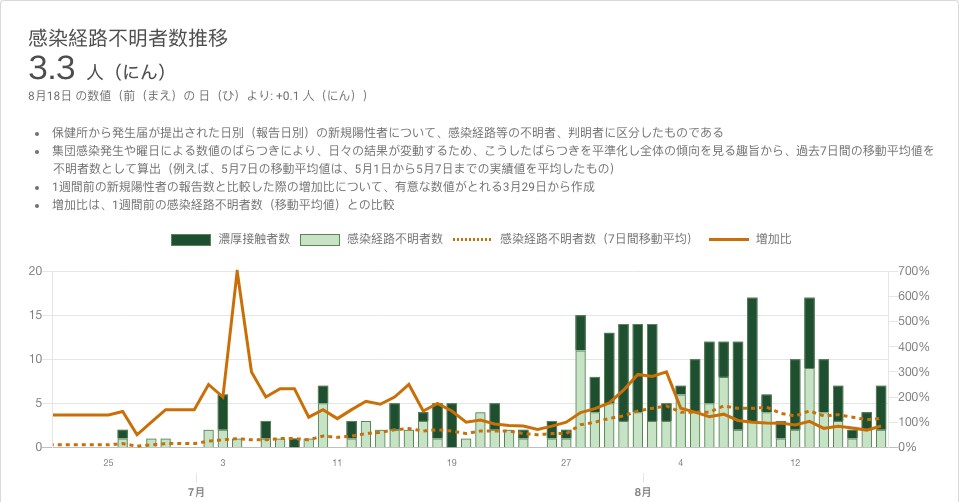 感染経路不明者数推移
3.3 人（にん）
8月18日 の数値（前（まえ）の 日（ひ）より: +0.1 人（にん））
• 保健所から発生届が提出された日別（報告日別）の新規陽性者について、感染経路等の不明者、判明者に区分したものである
• 集団感染発生や曜日による数値のばらつきにより、日々の結果が変動するため、こうしたばらつきを平準化し全体の傾向を見る趣旨から、過去7日間の移動平均値を
不明者数として算出（例えば、5月7日の移動平均値は、5月1日から5月7日までの実績値を平均したもの）
• 1週間前の新規陽性者の報告数と比較した際の増加比について、有意な数値がとれる3月29日から作成
• 増加比は、1週間前の感染経路不明者数（移動平均値）との比較
濃厚接触者数 感染経路不明者数 感染経路不明者数（7日間移動平均） 増加比
20 700%
600%
15 500%
400%
10 300%
5 200%
100%
0 0%
25 3 11 19 27 4 12
7月 8月